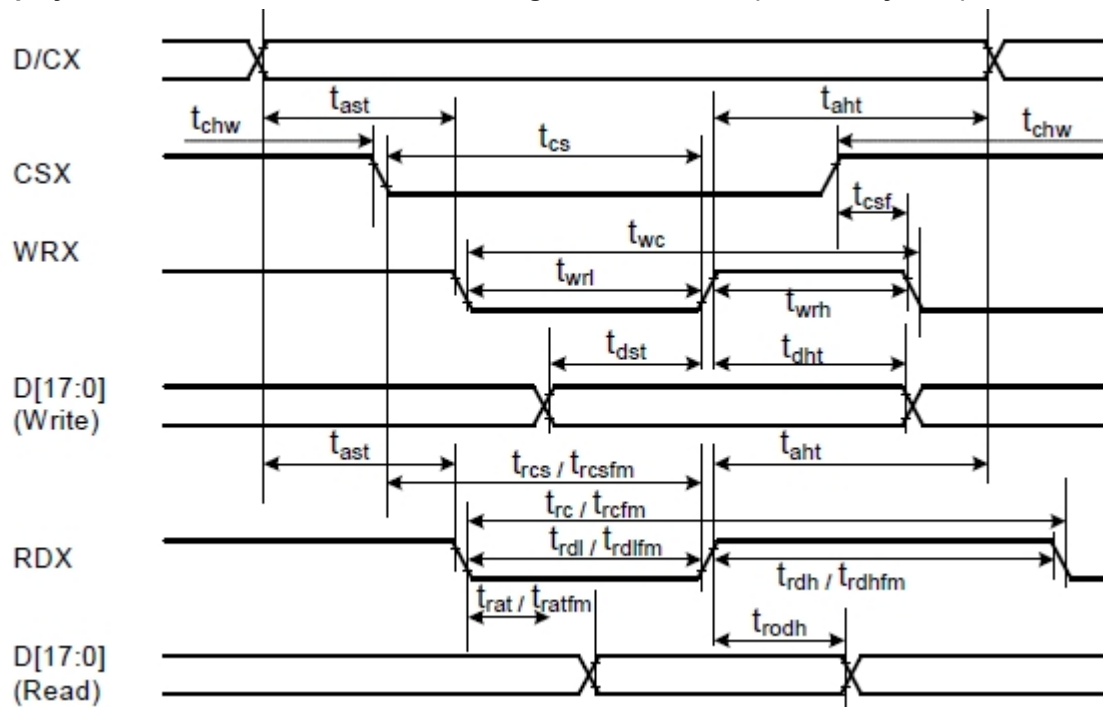 D/CX
t_ast t_aht
t_chw t_chw
t_cs
CSX
t_csf
t_wc
WRX
t_wrl
t_wrh
t_dst t_dht
D[17:0]
(Write)
t_ast t_aht
t_rcs / t_rcsfm
t_rc / t_rcfm
t_rdl / t_rdlfm
RDX
t_rdh / t_rdhfm
t_rat / t_ratfm
t_rodh
D[17:0]
(Read)